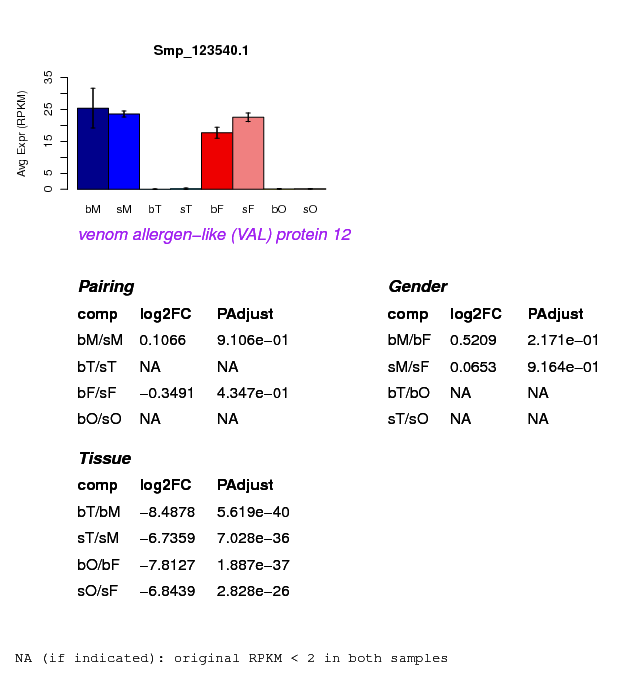 Smp_123540.1
Avg Expr (RPKM)
0 5 15 25 35
bM sM bT sT bF sF bO sO
venom allergen−like (VAL) protein 12
Pairing
comp log2FC PAdjust
bM/sM 0.1066 9.106e−01
bT/sT NA NA
bF/sF −0.3491 4.347e−01
bO/sO NA NA
Gender
comp log2FC PAdjust
bM/bF 0.5209 2.171e−01
sM/sF 0.0653 9.164e−01
bT/bO NA NA
sT/sO NA NA
Tissue
comp log2FC PAdjust
bT/bM −8.4878 5.619e−40
sT/sM −6.7359 7.028e−36
bO/bF −7.8127 1.887e−37
sO/sF −6.8439 2.828e−26
NA (if indicated): original RPKM < 2 in both samples